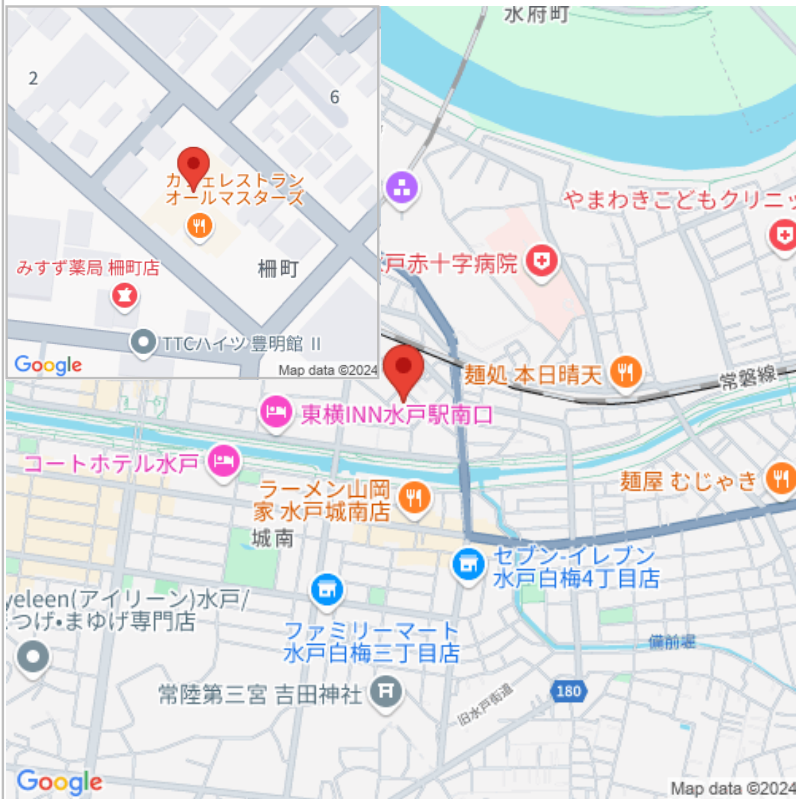 2
6
カフェレストラン
オールマスターズ
柵町
みすず薬局 柵町店
TTCハイツ 豊明館 II
Google
Map data ©2024
水府町
やまわきこどもクリニッ
戸赤十字病院
麺処 本日晴天
常磐線
東横INN水戸駅南口
コートホテル水戸
ラーメン山岡
家 水戸城南店
麺屋 むじゃき
城南
セブン-イレブン
水戸白梅4丁目店
yeleen(アイリーン)水戸/
つげ•まゆげ専門店
ファミリーマート
水戸白梅三丁目店
備前堀
常陸第三宮 吉田神社
180
旧水戸街道
Google
Map data ©2024